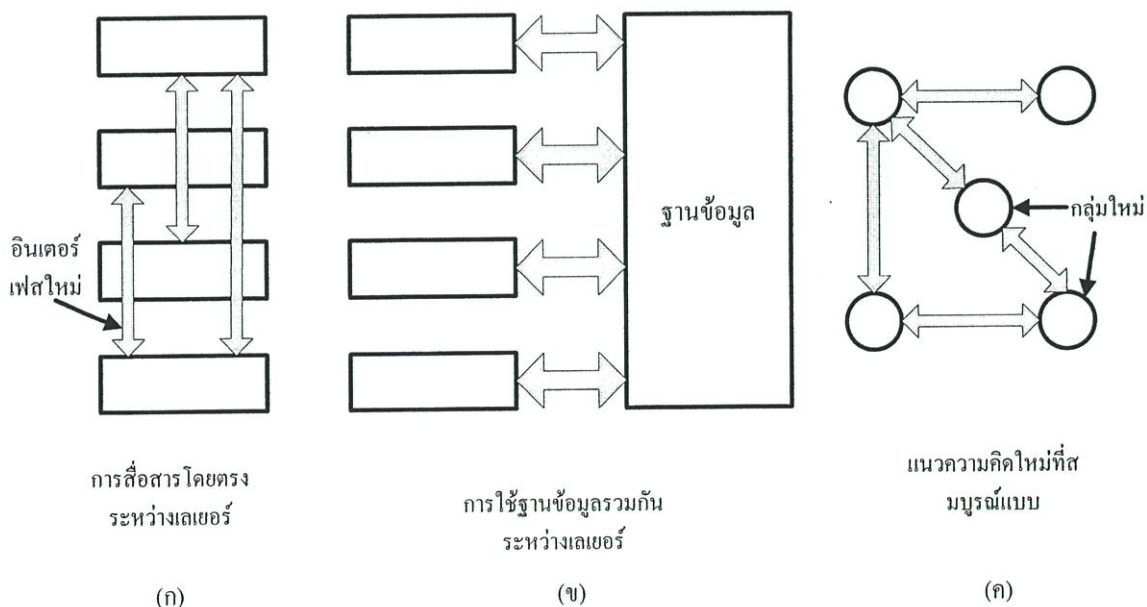 อินเตอร์
เฟสใหม่
ฐานข้อมูล
กลุ่มใหม่
การสื่อสารโดยตรง
ระหว่างเลเยอร์
การใช้ฐานข้อมูลรวมกัน
ระหว่างเลเยอร์
แนวความคิดใหม่ที่ส
มบูรณ์แบบ
(ก)
(ข)
(ค)